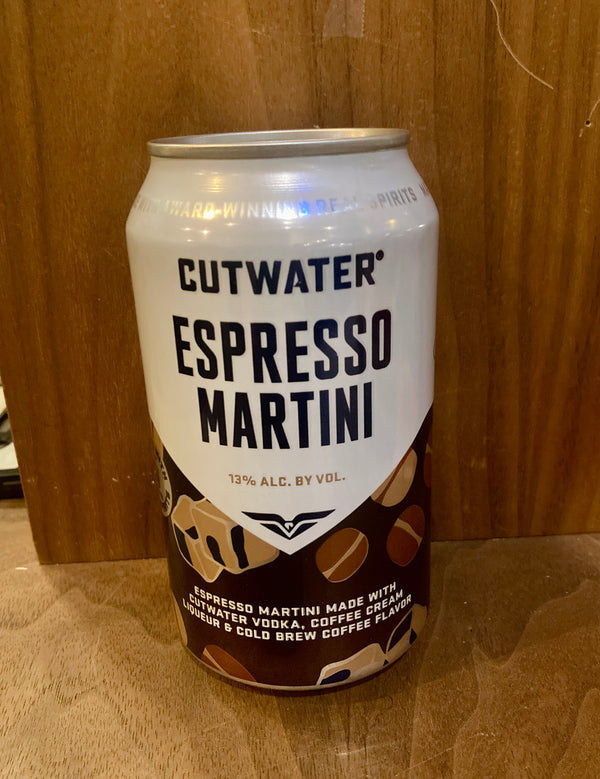 AWARD-WINNING REAL SPIRITS
CUTWATER®
ESPRESSO
MARTINI
13% ALC. BY VOL.
ESPRESSO MARTINI MADE WITH
CUTWATER VODKA, COFFEE CREAM
LIQUEUR & COLD BREW COFFEE FLAVOR